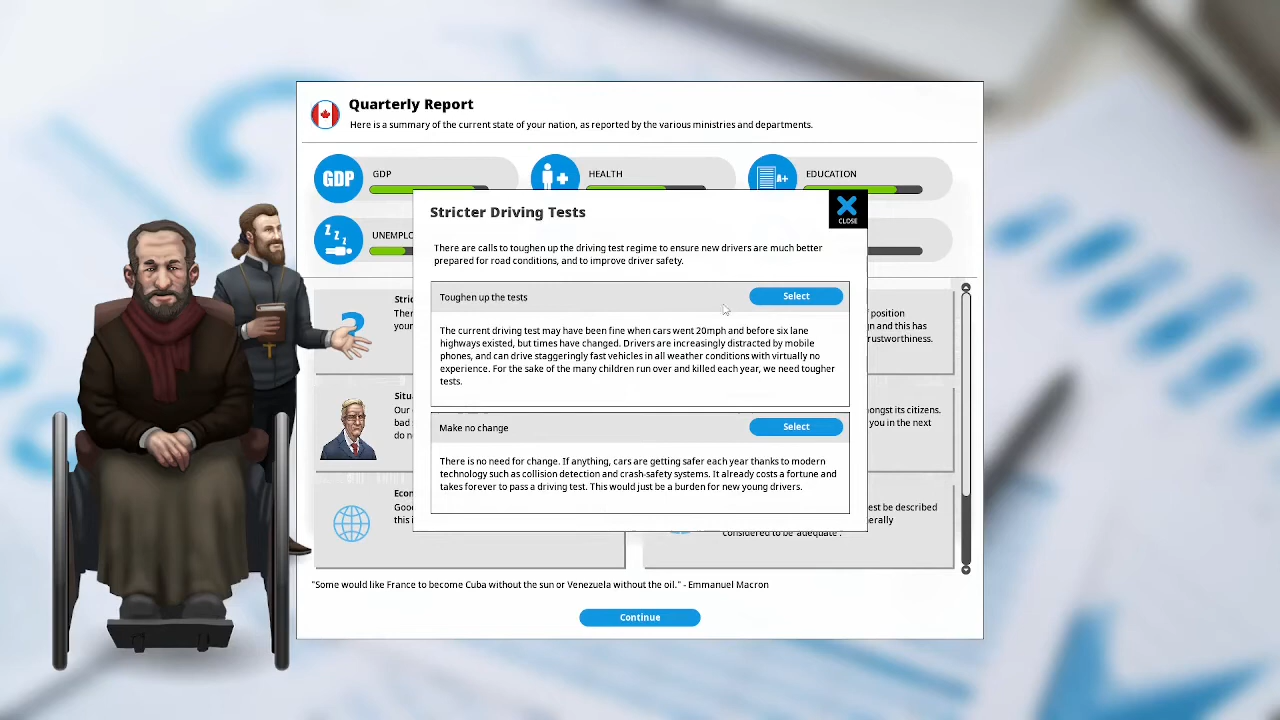 Quarterly Report
Here is a summary of the current state of your nation, as reported by the various ministries and departments.
GDP
GDP
HEALTH
A+
EDUCATION
Stricter Driving Tests
CLOSE
Z Z Z
There are calls to toughen up the driving test regime to ensure new drivers are much better
prepared for road conditions, and to improve driver safety.
Toughen up the tests
Select
The current driving test may have been fine when cars went 20mph and before six lane
highways existed, but times have changed. Drivers are increasingly distracted by mobile
phones, and can drive staggeringly fast vehicles in all weather conditions with virtually no
experience. For the sake of the many children run over and killed each year, we need tougher
tests.
position
and this has
Make no change
Select
There is no need for change. If anything, cars are getting safer each year thanks to modern
technology such as collision detection and crash-safety systems. It already costs a fortune and
takes forever to pass a driving test. This would just be a burden for new young drivers.
its citizens.
you in the next
bad
be described
considered to be 'adequate'.
"Some would like France to become Cuba without the sun or Venezuela without the oil." - Emmanuel Macron
Continue